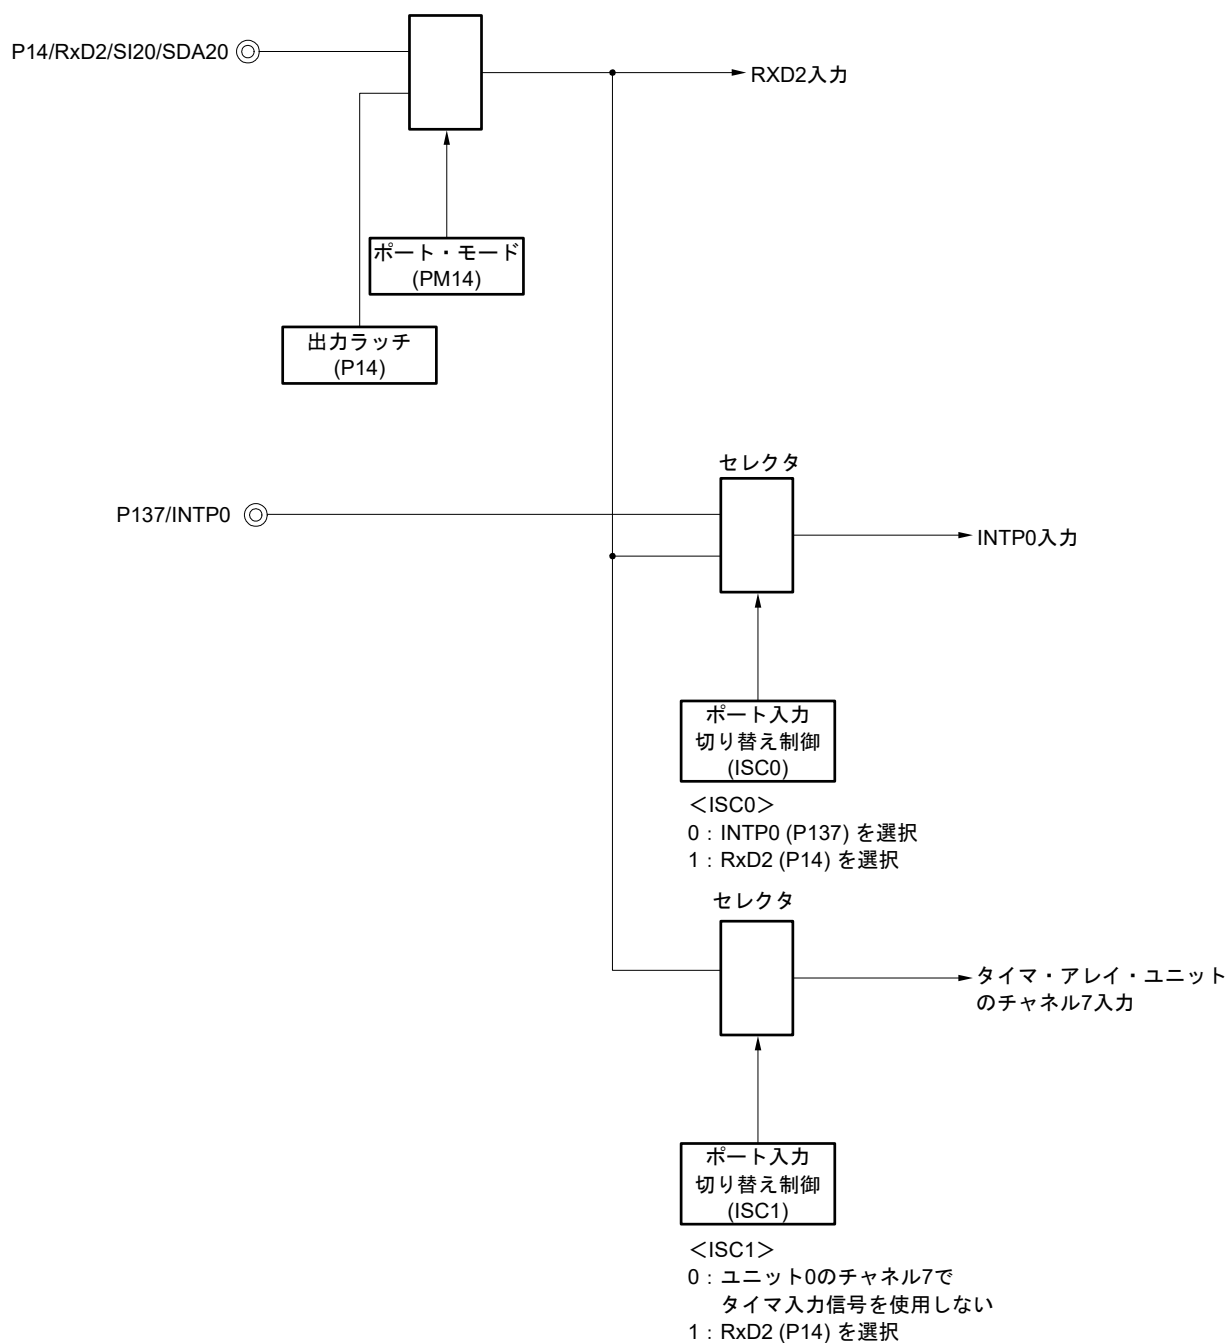 P14/RxD2/SI20/SDA20
RXD2入力
ポート・モード
(PM14)
出力ラッチ
(P14)
セレクタ
P137/INTP0
INTP0入力
ポート入力
切り替え制御
(ISC0)
＜ISC0＞
0：INTP0 (P137) を選択
1：RxD2 (P14) を選択
セレクタ
タイマ・アレイ・ユニット
のチャネル7入力
ポート入力
切り替え制御
(ISC1)
＜ISC1＞
0：ユニット0のチャネル7で
タイマ入力信号を使用しない
1：RxD2 (P14) を選択